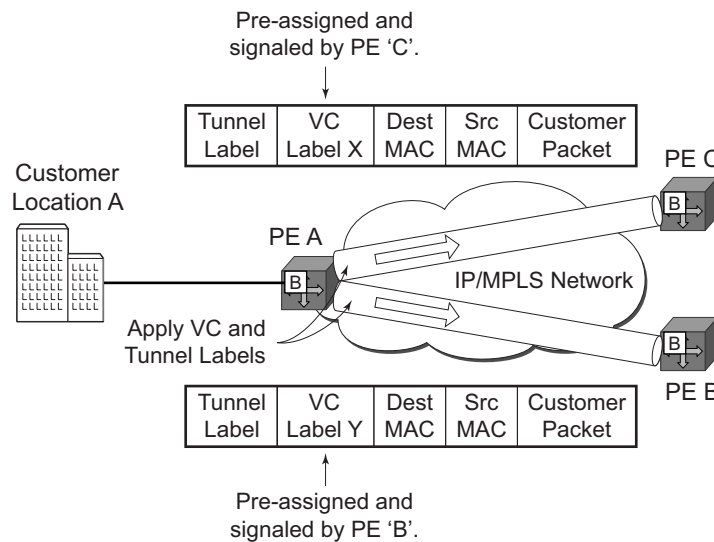 Pre-assigned and
signaled by PE ‘C’.
Tunnel Label
VC Label X
Dest MAC
Src MAC
Customer Packet
Customer
Location A
PE C
PE A
B
B
IP/MPLS Network
Apply VC and
Tunnel Labels
B
PE B
Tunnel Label
VC Label Y
Dest MAC
Src MAC
Customer Packet
Pre-assigned and
signaled by PE ‘B’.